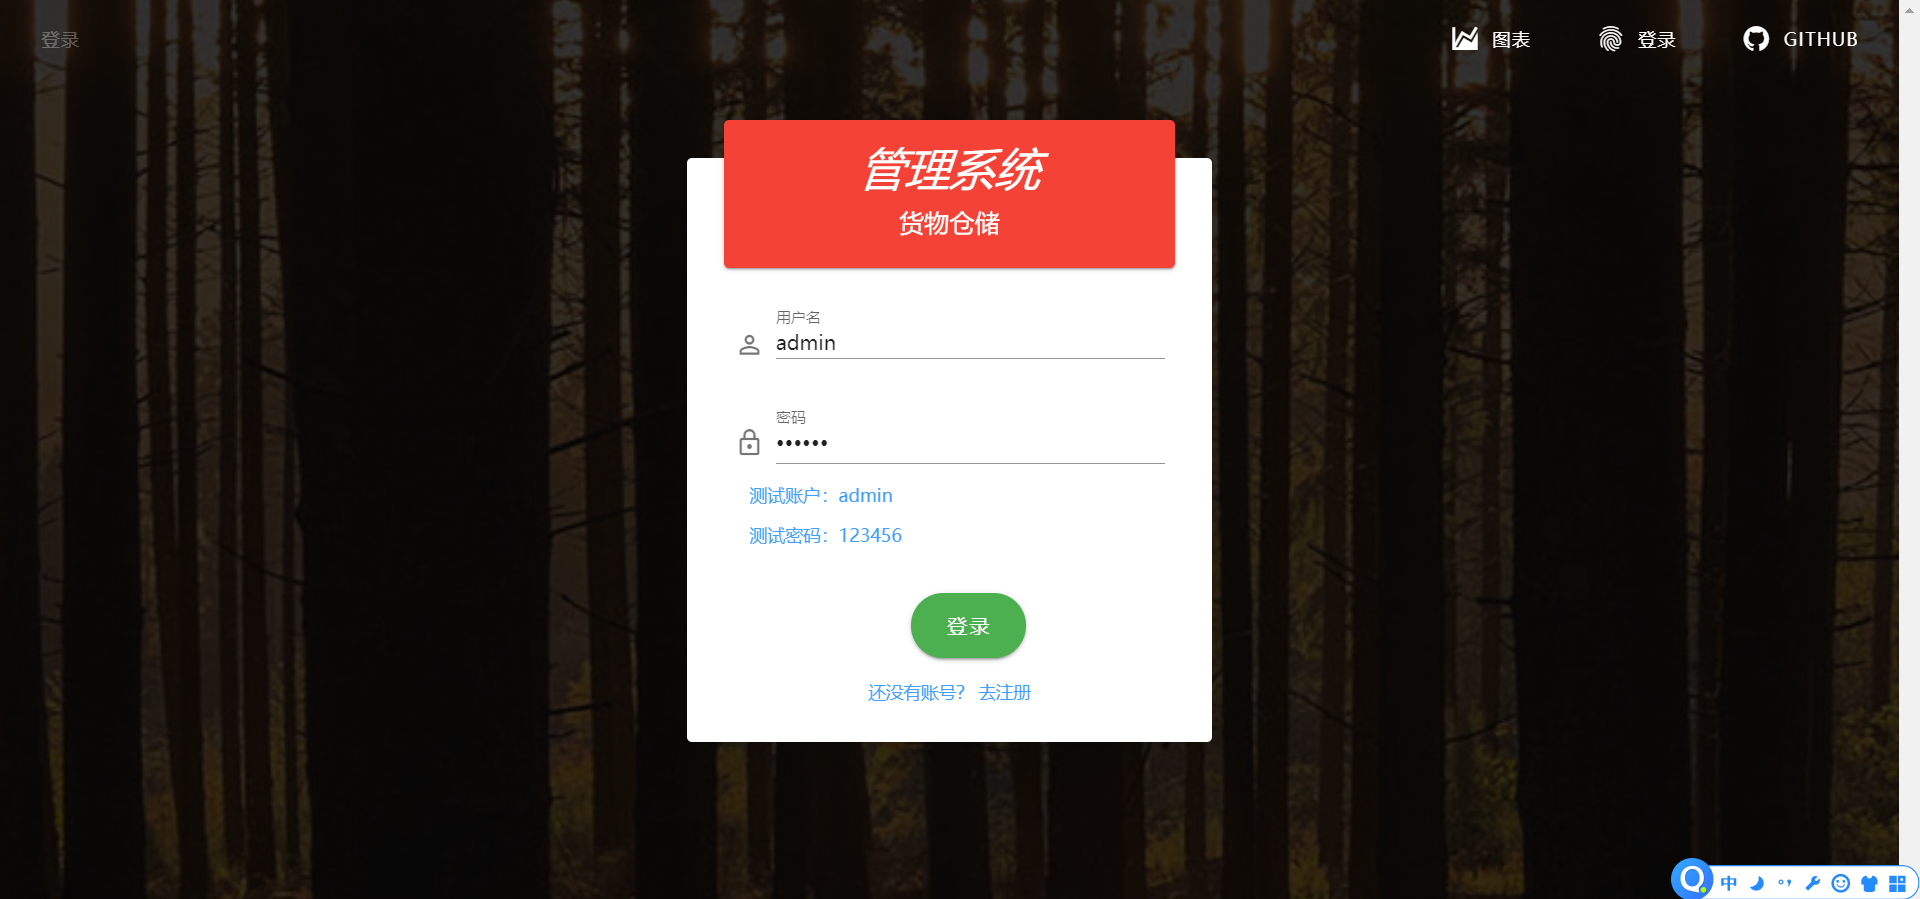 登录
图表
登录
GITHUB
管理系统
货物仓储
用户名
admin
密码
••••••
测试账户：admin
测试密码：123456
登录
还没有账号？ 去注册
中